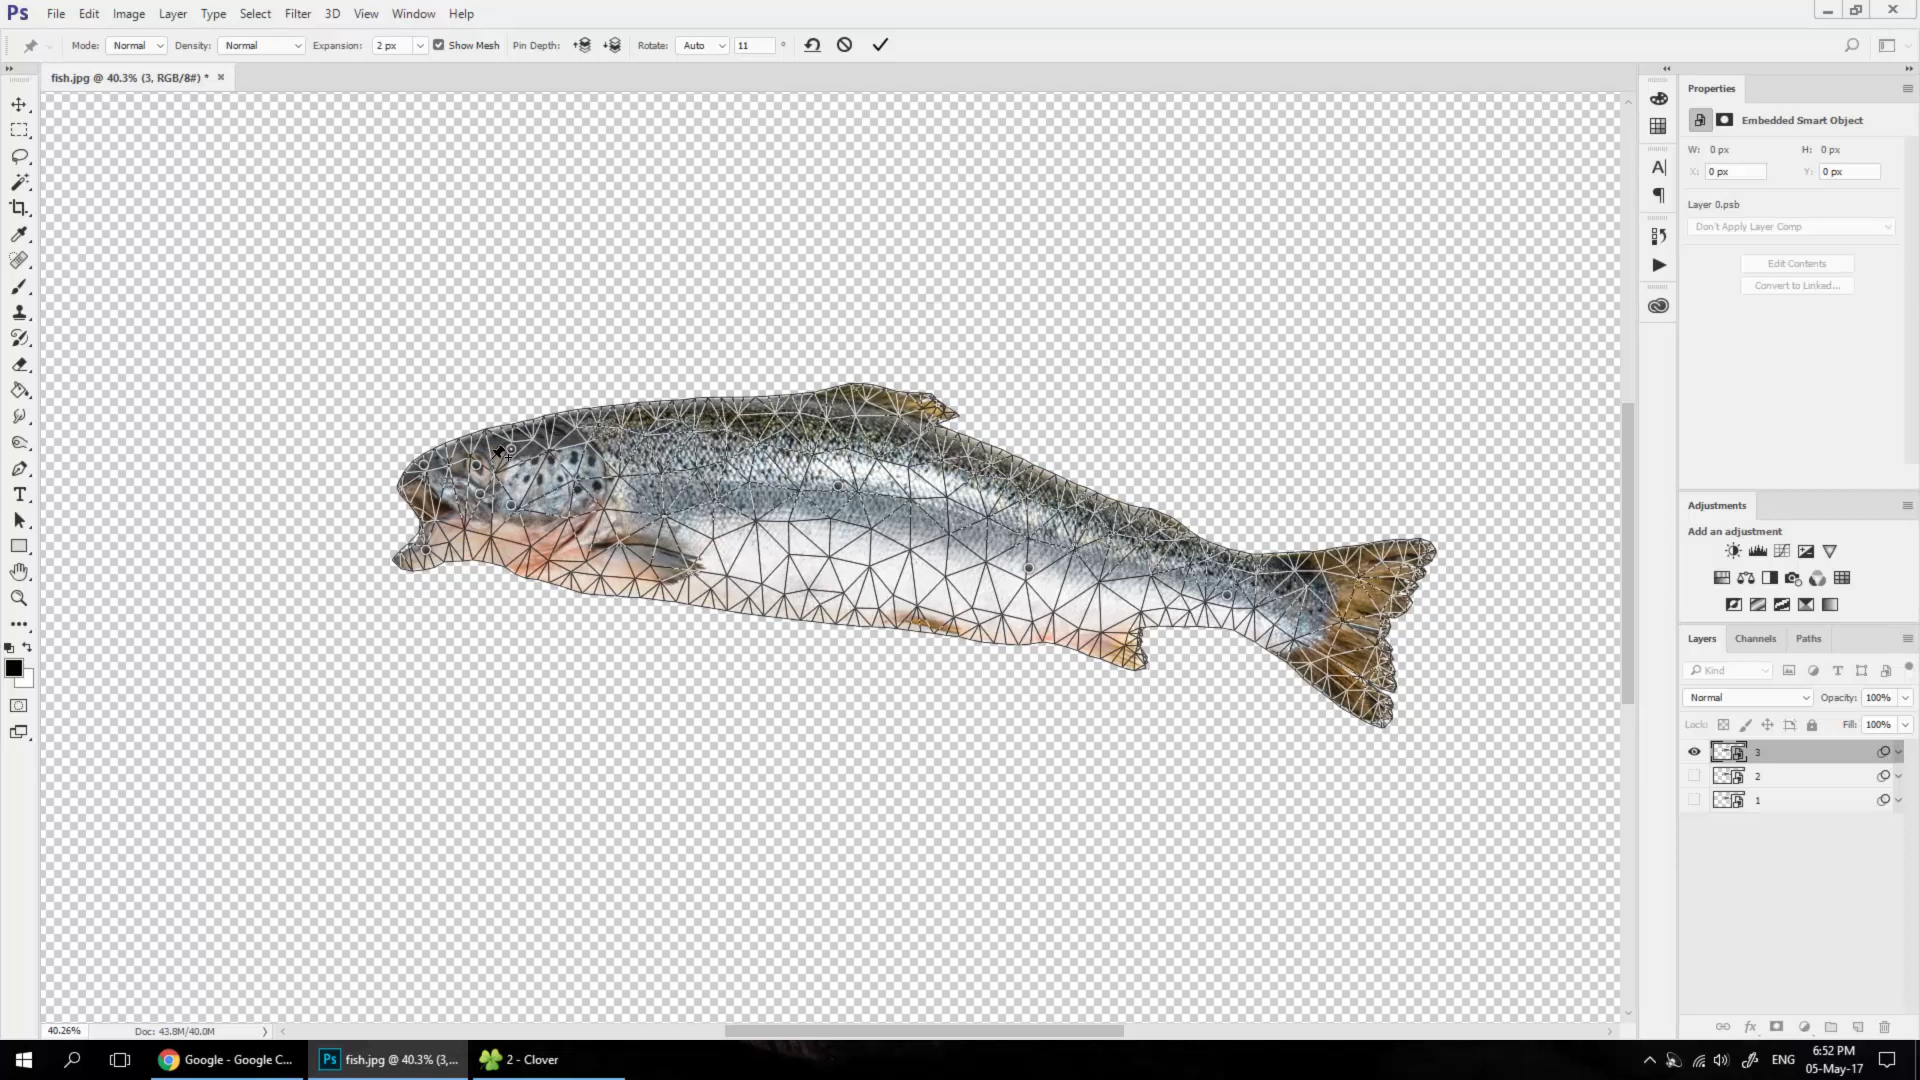 Ps File Edit Image Layer Type Select Filter 3D View Window Help
Mode: Normal Density: Normal Expansion: 2 px Show Mesh Pin Depth: Rotate: Auto 11 °
fish.jpg @ 40.3% (3, RGB/8#) * ×
Properties
Embedded Smart Object
W: 0 px H: 0 px
X: 0 px Y: 0 px
Layer 0.psb
Don't Apply Layer Comp
Edit Contents
Convert to Linked...
Adjustments
Add an adjustment
Layers Channels Paths
Kind
Normal Opacity: 100%
Lock: Fill: 100%
3
2
1
40.26% Doc: 43.8M/40.0M
Google - Google C...
Ps fish.jpg @ 40.3% (3,...
2 - Clover
ENG
6:52 PM
05-May-17